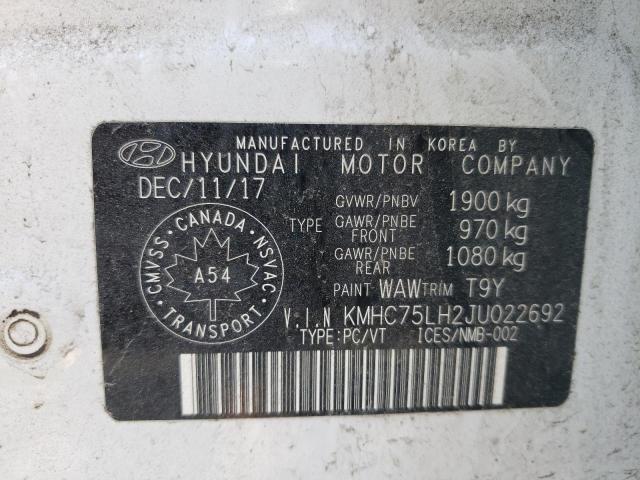 MANUFACTURED IN KOREA BY
HYUNDAI MOTOR COMPANY
DEC/11/17
GVWR/PNBV 1900 kg
TYPE GAWR/PNBE FRONT 970 kg
GAWR/PNBE REAR 1080 kg
PAINT WAW TRIM T9Y
CMVSS · CANADA · NSVAC
A54
TRANSPORT
V.I.N KMHC75LH2JU022692
TYPE:PC/VT ICES/NMB-002